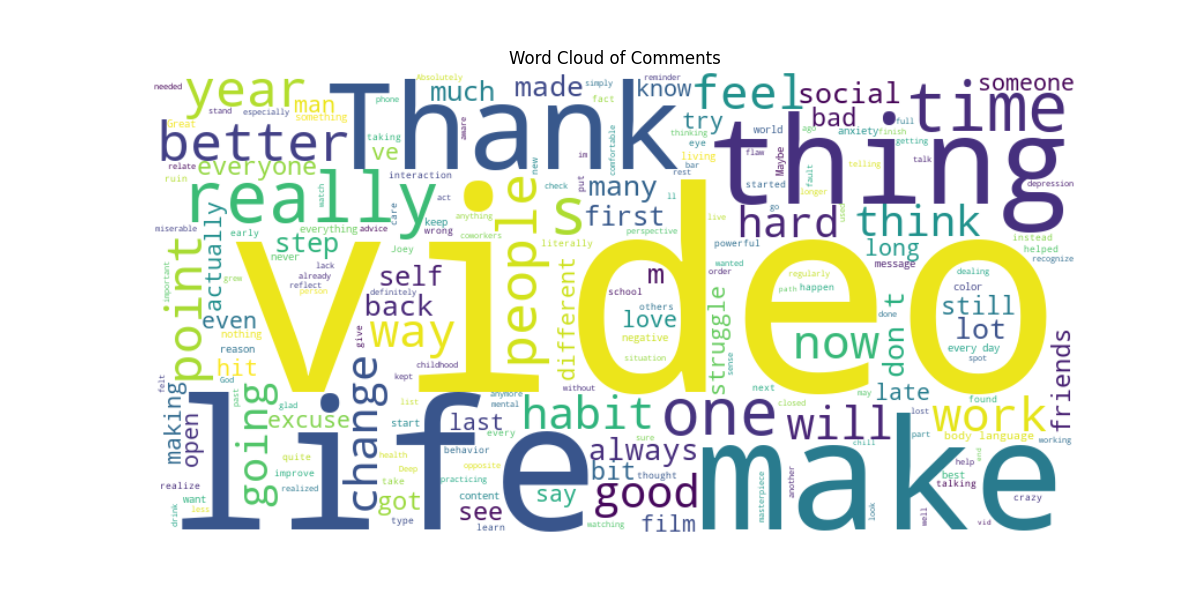 Word Cloud of Comments
needed
year
Absolutely
much
made
simply
reminder
know
feel
social
someone
Thank
stand
especially
man
something
phone
fact
try
bad
full
time
Great
better
taking
aware
comfortable
thinking
world
ago
anxiety
finish
thing
relate
everyone
ve
new
im
eye
living
bar
flaw
Maybe
getting
telling
talk
ruin
really
watch
interaction
people
check
put
many
rest
started
fault
longer
depression
act
care
s
first
ll
live
go
hard
used
think
miserable
early
everything
advice
keep
wrong
anything
coworkers
literally
perspective
powerful
long
instead
helped
recognize
point
actually
step
never
Joey
video
different
m
wanted
order
message
important
grow
lack
already
reflect
person
self
definitely
back
school
others
love
negative
situation
struggle
sense
regularly
path
happen
now
done
don t
dealing
color
still
lot
every day
spot
friends
even
nothing
reason
hit
God
way
give
childhood
felt
past
kept
without
next
closed
may
late
found
making
open
going
glad
excuse
list
start
change
last
anymore
mental
every
habit
sure
one
will
chill
lost
part
work
body language
working
life
quite
improve
realized
health
Deep
take
behavior
opposite
practicing
always
bit
thought
make
another
masterpiece
look
help
best
talking
end
crazy
realize
want
less
drink
got
type
content
see
learn
say
watching
good
film
well
vid